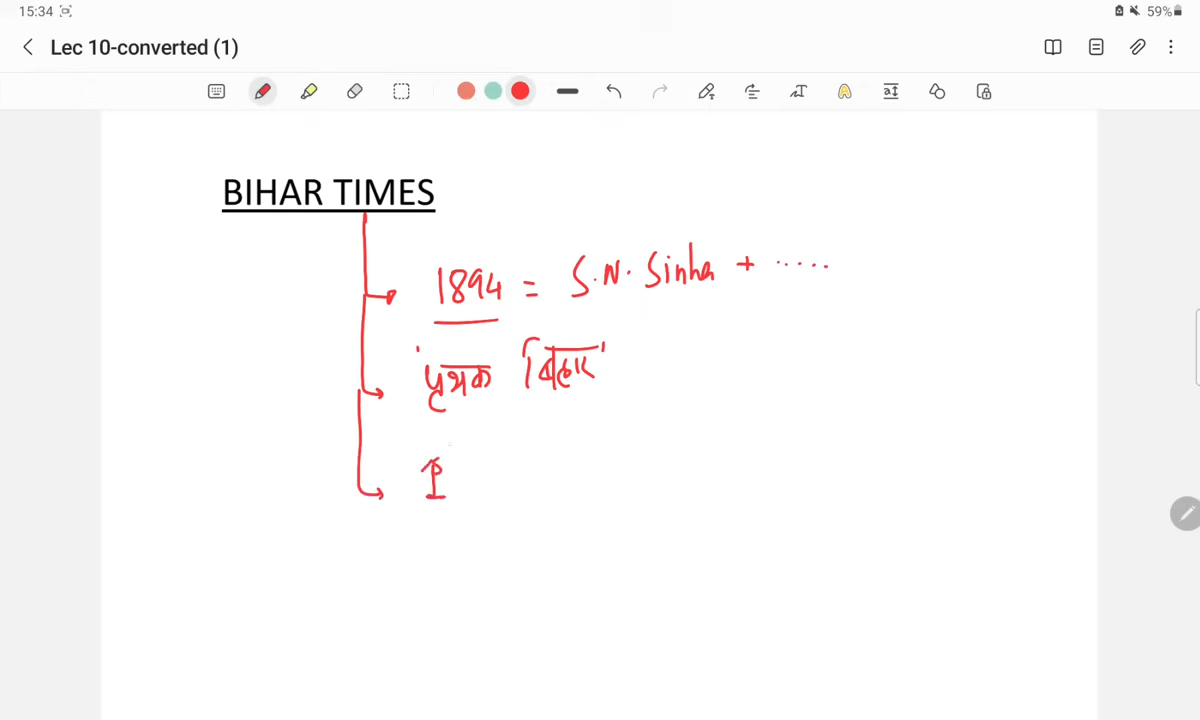 15:34 59%
Lec 10-converted (1)
BIHAR TIMES
1894 = S.N. Sinha + .....
'पृथक बिहार'
I